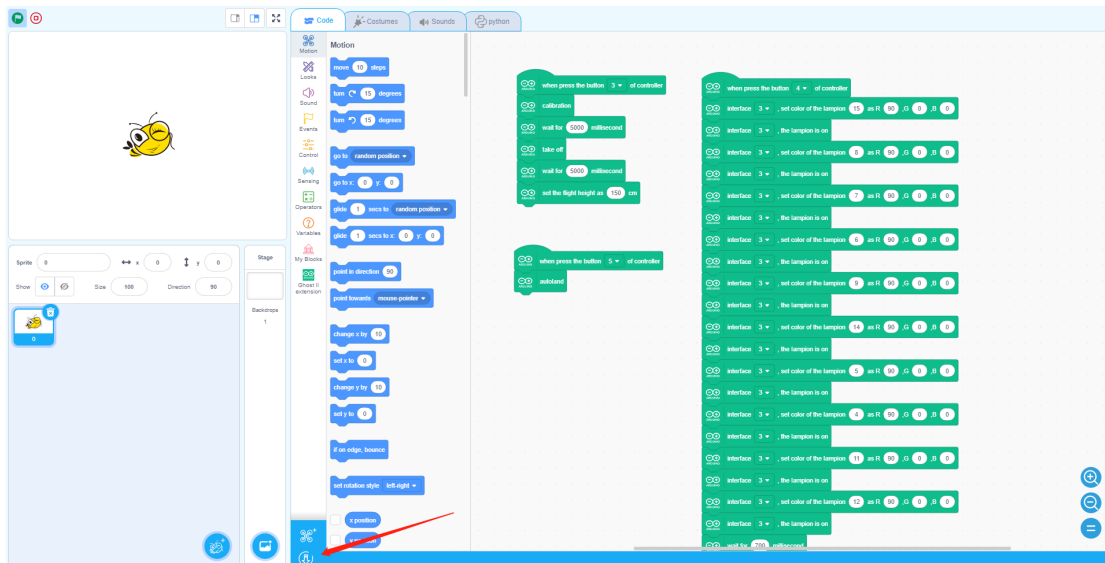 Code
Costumes
Sounds
python
Motion
Looks
Sound
Events
Control
Sensing
Operators
Variables
My Blocks
Ghost II
extension
Motion
move 10 steps
turn 15 degrees
turn 15 degrees
go to random position
go to x: 0 y: 0
glide 1 secs to random position
glide 1 secs to x: 0 y: 0
point in direction 90
point towards mouse-pointer
change x by 10
set x to 0
change y by 10
set y to 0
if on edge, bounce
set rotation style left-right
x position
Sprite 0 x 0 y 0
Show Size 100 Direction 90
0
Stage
Backdrops
1
when press the button 3 of controller
calibration
wait for 5000 millisecond
take off
wait for 5000 millisecond
set the flight height as 150 cm
when press the button 5 of controller
autoland
when press the button 4 of controller
interface 3 , set color of the lampion 15 as R 90 ,G 0 ,B 0
interface 3 , the lampion is on
interface 3 , set color of the lampion 8 as R 90 ,G 0 ,B 0
interface 3 , the lampion is on
interface 3 , set color of the lampion 7 as R 90 ,G 0 ,B 0
interface 3 , the lampion is on
interface 3 , set color of the lampion 6 as R 90 ,G 0 ,B 0
interface 3 , the lampion is on
interface 3 , set color of the lampion 9 as R 90 ,G 0 ,B 0
interface 3 , the lampion is on
interface 3 , set color of the lampion 14 as R 90 ,G 0 ,B 0
interface 3 , the lampion is on
interface 3 , set color of the lampion 5 as R 90 ,G 0 ,B 0
interface 3 , the lampion is on
interface 3 , set color of the lampion 4 as R 90 ,G 0 ,B 0
interface 3 , the lampion is on
interface 3 , set color of the lampion 11 as R 90 ,G 0 ,B 0
interface 3 , the lampion is on
interface 3 , set color of the lampion 12 as R 90 ,G 0 ,B 0
interface 3 , the lampion is on
wait for 700 millisecond